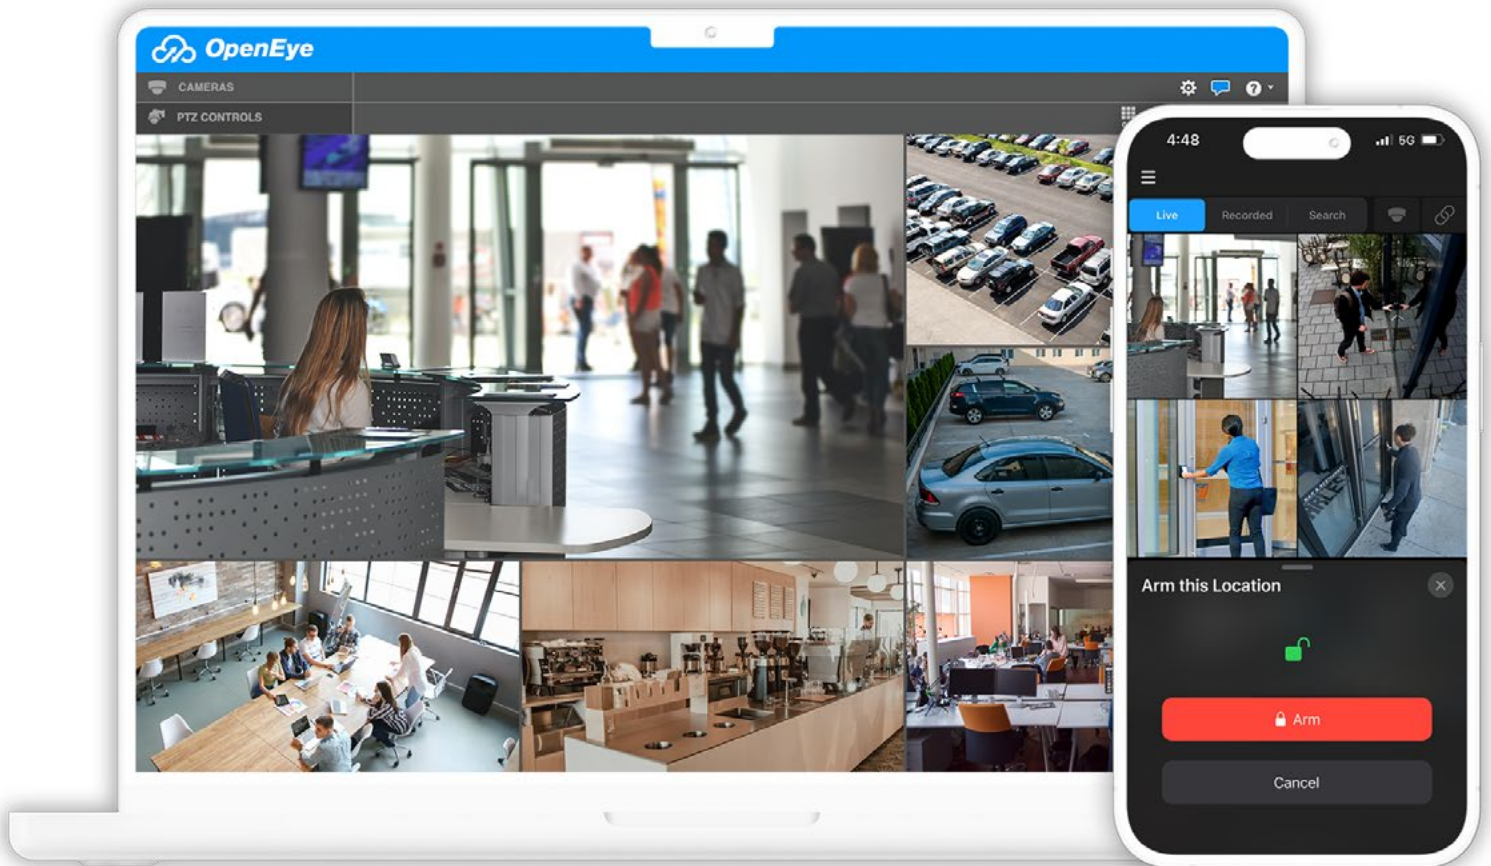 OpenEye
CAMERAS
PTZ CONTROLS
4:48
5G
Live Recorded Search
Arm this Location
Arm
Cancel